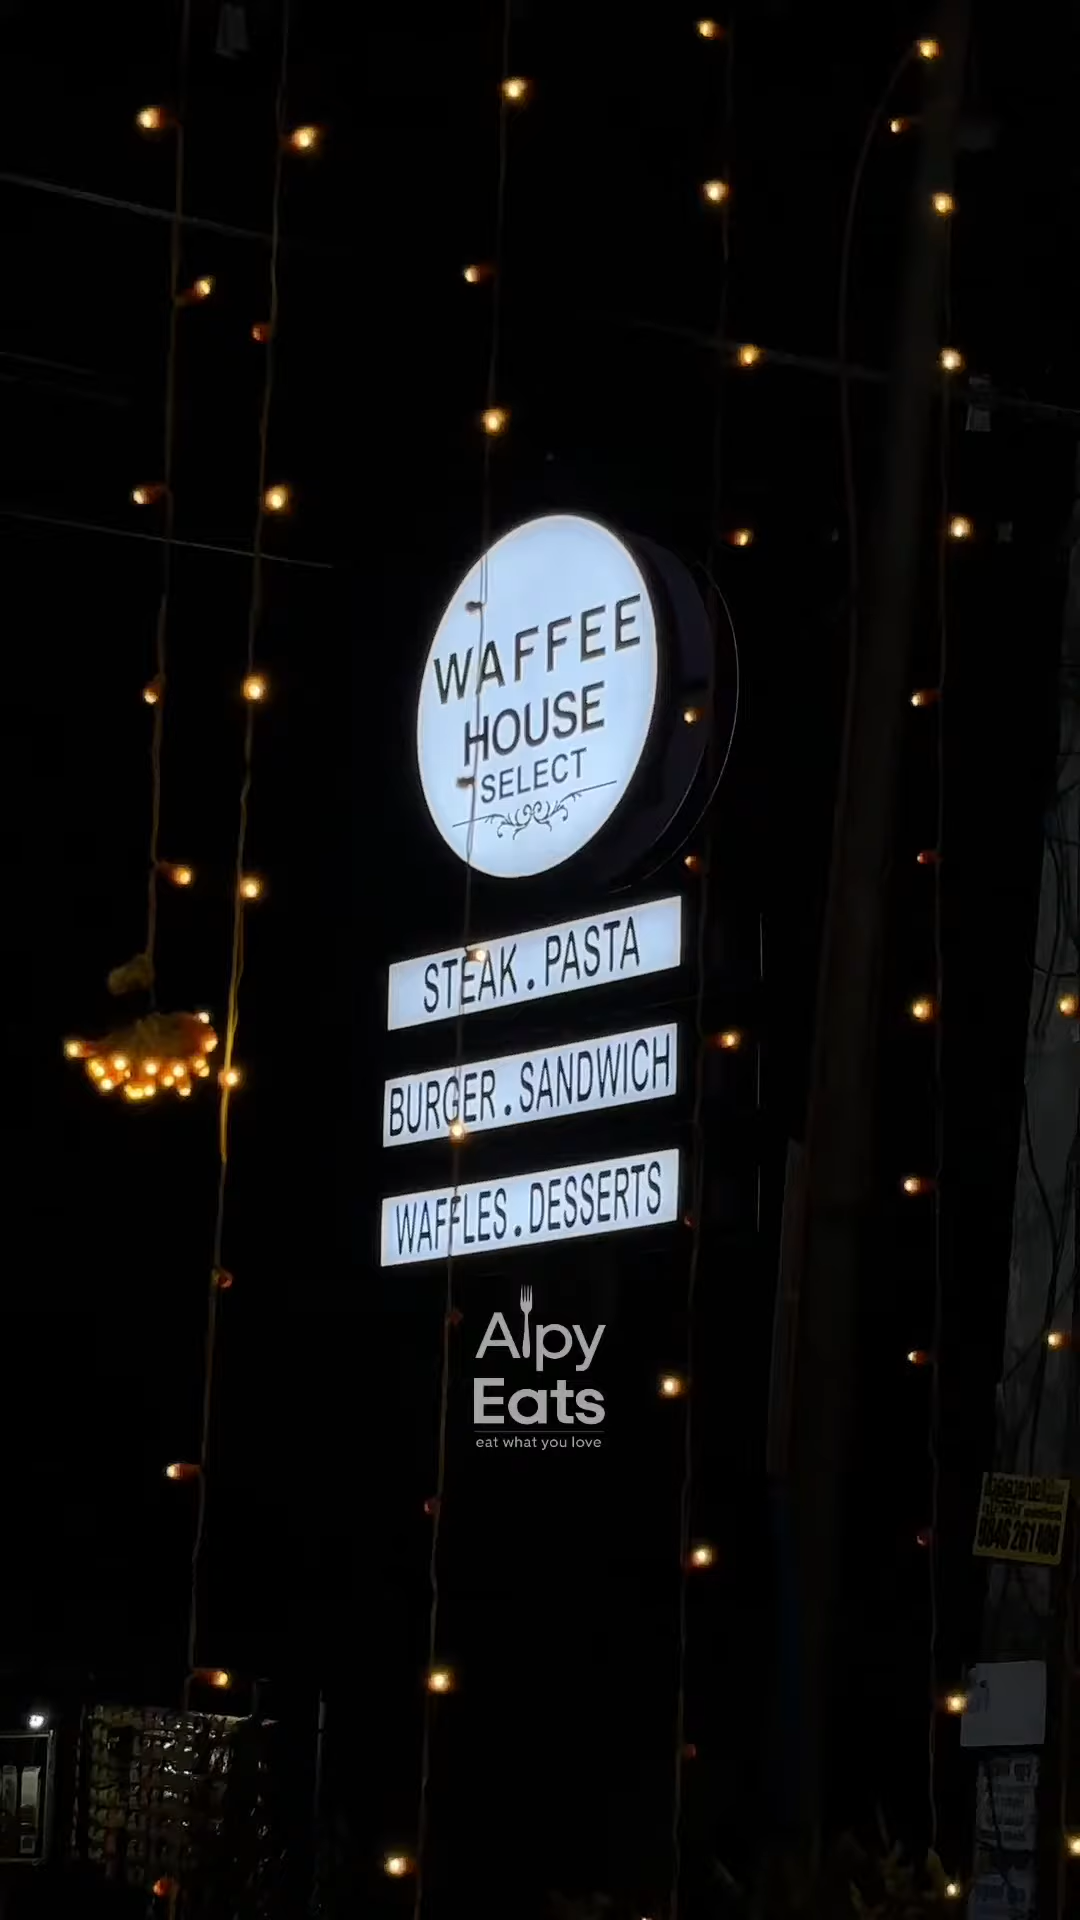 WAFFEE
HOUSE
SELECT
STEAK . PASTA
BURGER . SANDWICH
WAFFLES . DESSERTS
Alpy
Eats
eat what you love